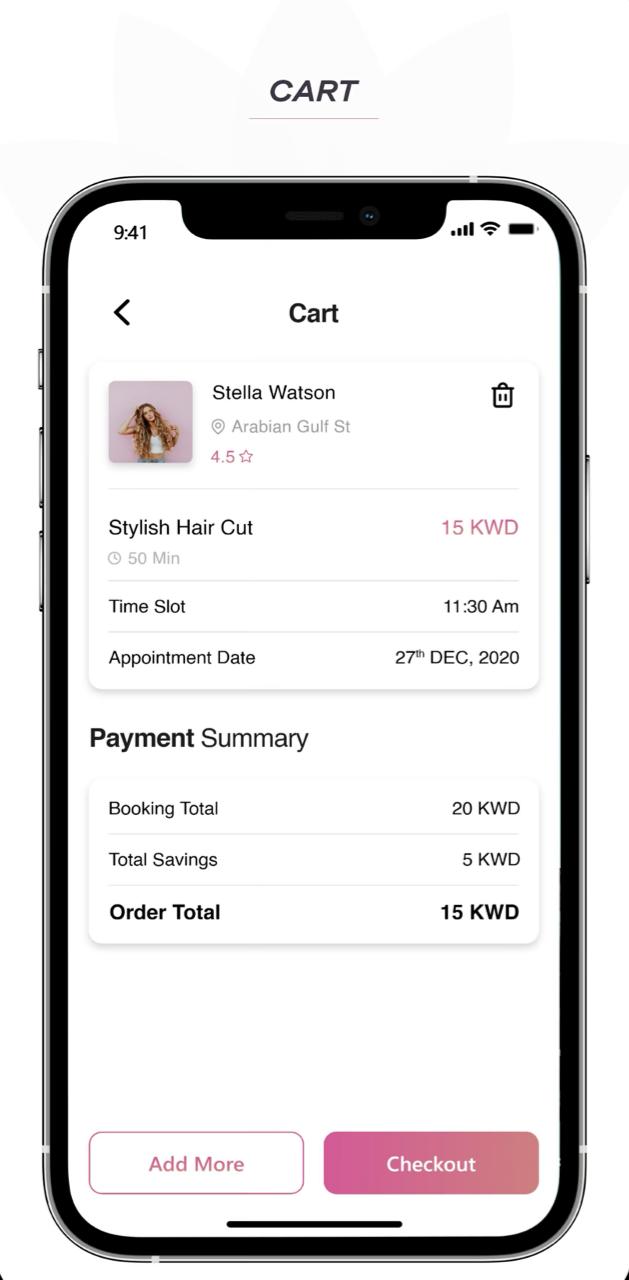 CART
9:41
Cart
Stella Watson
Arabian Gulf St
4.5
Stylish Hair Cut 15 KWD
50 Min
Time Slot 11:30 Am
Appointment Date 27th DEC, 2020
Payment Summary
Booking Total 20 KWD
Total Savings 5 KWD
Order Total 15 KWD
Add More Checkout